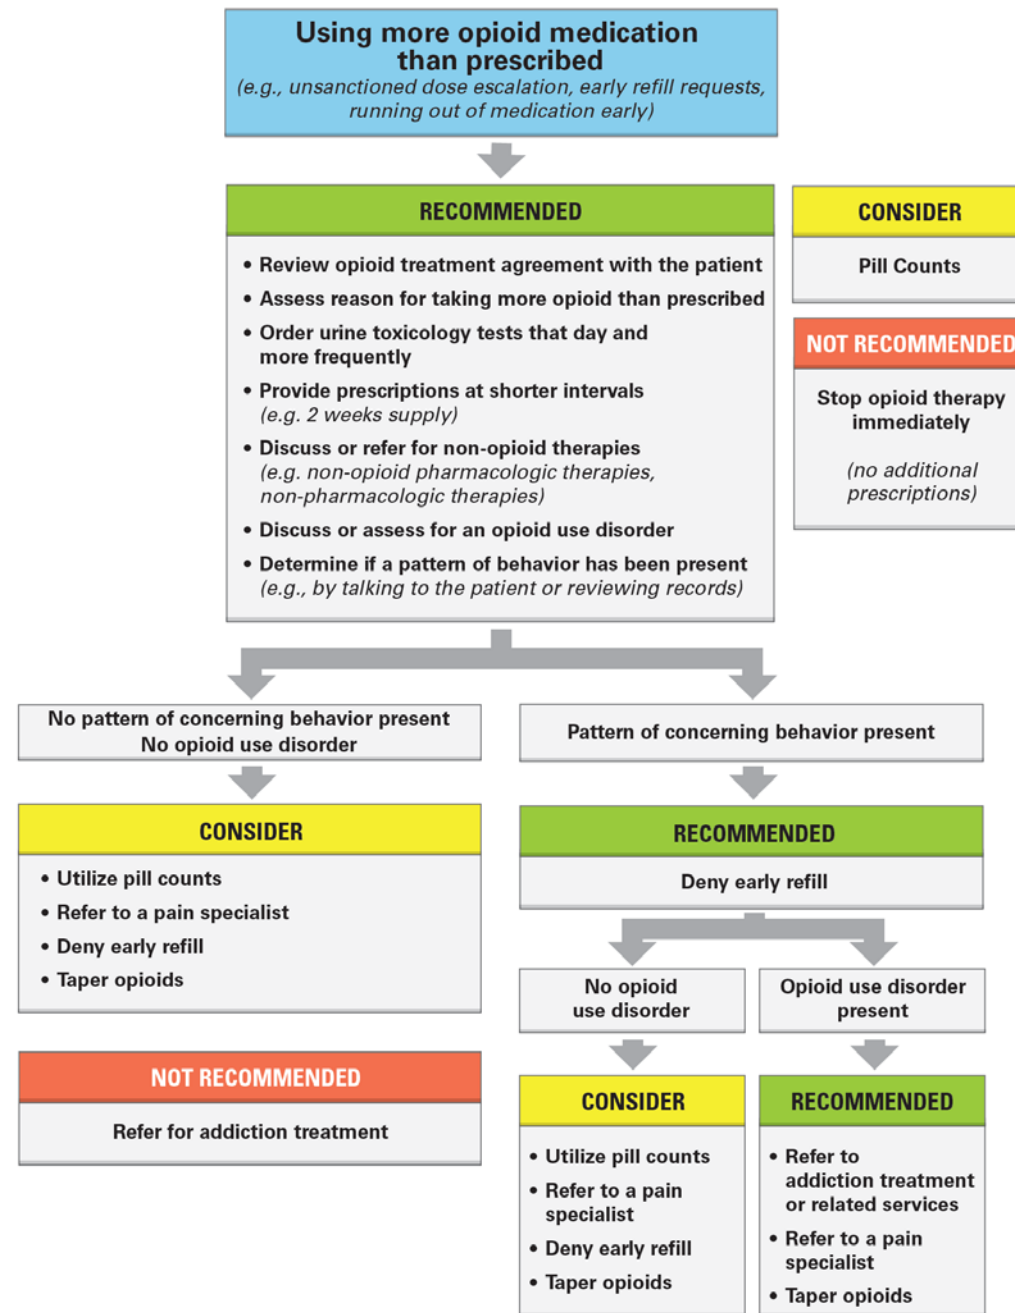 Using more opioid medication
than prescribed
(e.g., unsanctioned dose escalation, early refill requests,
running out of medication early)
RECOMMENDED
• Review opioid treatment agreement with the patient
• Assess reason for taking more opioid than prescribed
• Order urine toxicology tests that day and
more frequently
• Provide prescriptions at shorter intervals
(e.g. 2 weeks supply)
• Discuss or refer for non-opioid therapies
(e.g. non-opioid pharmacologic therapies,
non-pharmacologic therapies)
• Discuss or assess for an opioid use disorder
• Determine if a pattern of behavior has been present
(e.g., by talking to the patient or reviewing records)
CONSIDER
Pill Counts
NOT RECOMMENDED
Stop opioid therapy
immediately
(no additional
prescriptions)
No pattern of concerning behavior present
No opioid use disorder
CONSIDER
• Utilize pill counts
• Refer to a pain specialist
• Deny early refill
• Taper opioids
NOT RECOMMENDED
Refer for addiction treatment
Pattern of concerning behavior present
RECOMMENDED
Deny early refill
No opioid
use disorder
CONSIDER
• Utilize pill counts
• Refer to a pain
specialist
• Deny early refill
• Taper opioids
Opioid use disorder
present
RECOMMENDED
• Refer to
addiction treatment
or related services
• Refer to a pain
specialist
• Taper opioids